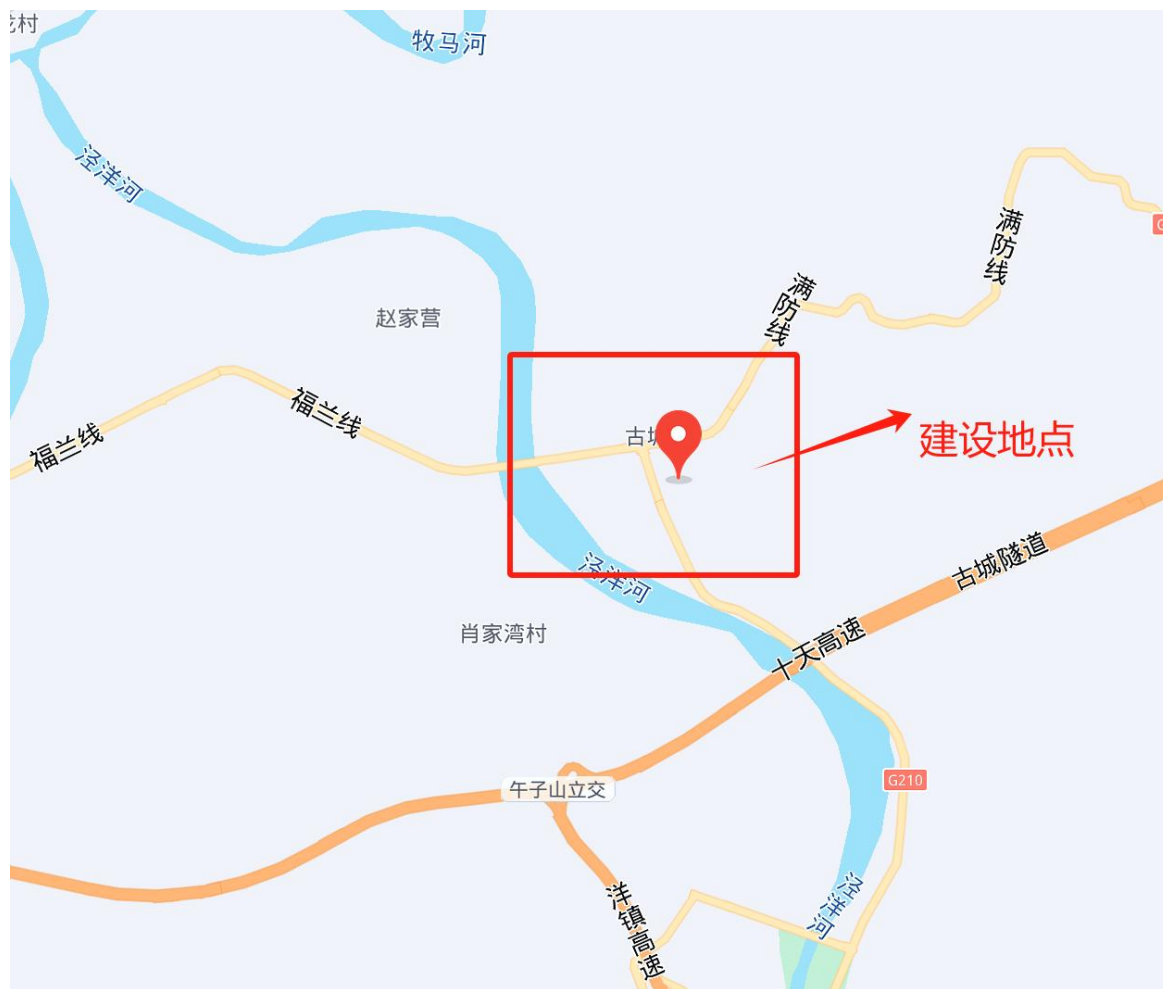 龙村
牧马河
泾洋河
满防线
G
满防线
赵家营
福兰线
福兰线
古城
建设地点
泾洋河
古城隧道
肖家湾村
十天高速
午子山立交
G210
洋镇高速
泾洋河